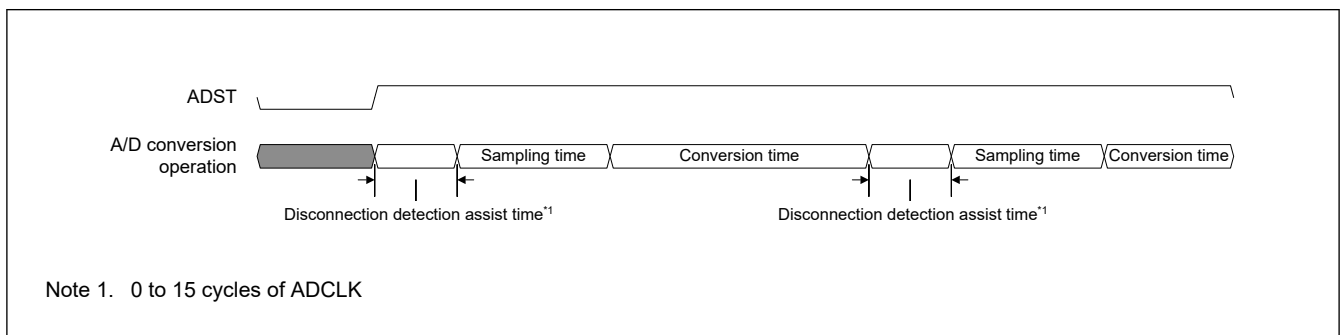 ADST
A/D conversion
operation
Sampling time
Conversion time
Sampling time
Conversion time
Disconnection detection assist time*1
Disconnection detection assist time*1
Note 1. 0 to 15 cycles of ADCLK